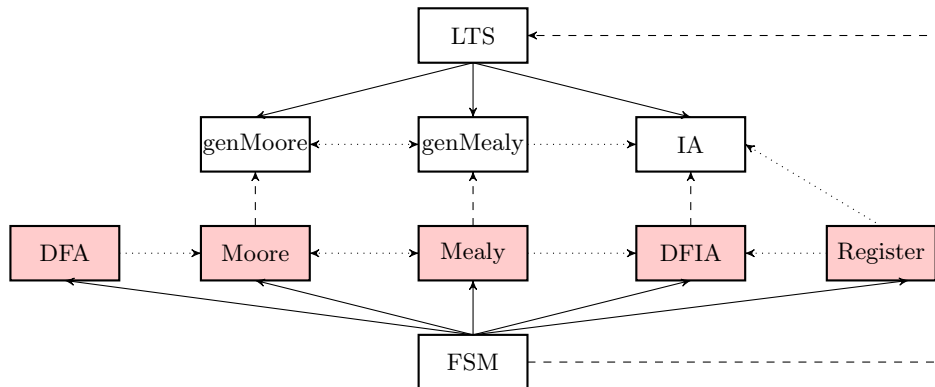 LTS
genMoore
genMealy
IA
DFA
Moore
Mealy
DFIA
Register
FSM